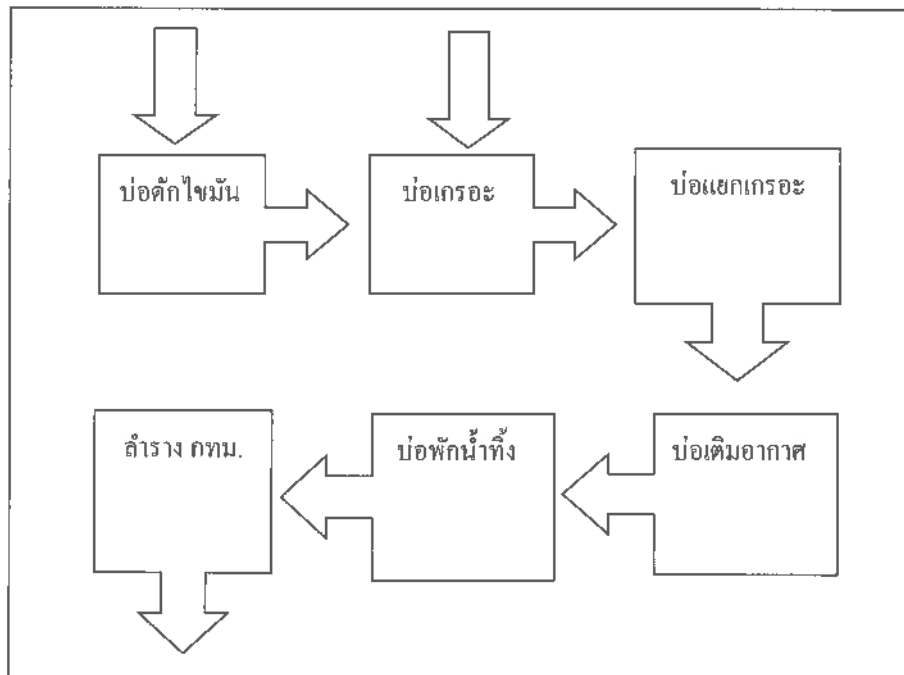 บ่อดักไขมัน
บ่อเกรอะ
บ่อแยกเกรอะ
ลำราง กทม.
บ่อพักน้ำทิ้ง
บ่อเติมอากาศ